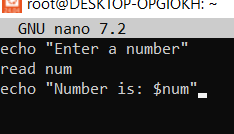 root@DESKTOP-OPGIOKH: ~
GNU nano 7.2
echo "Enter a number"
read num
echo "Number is: $num"